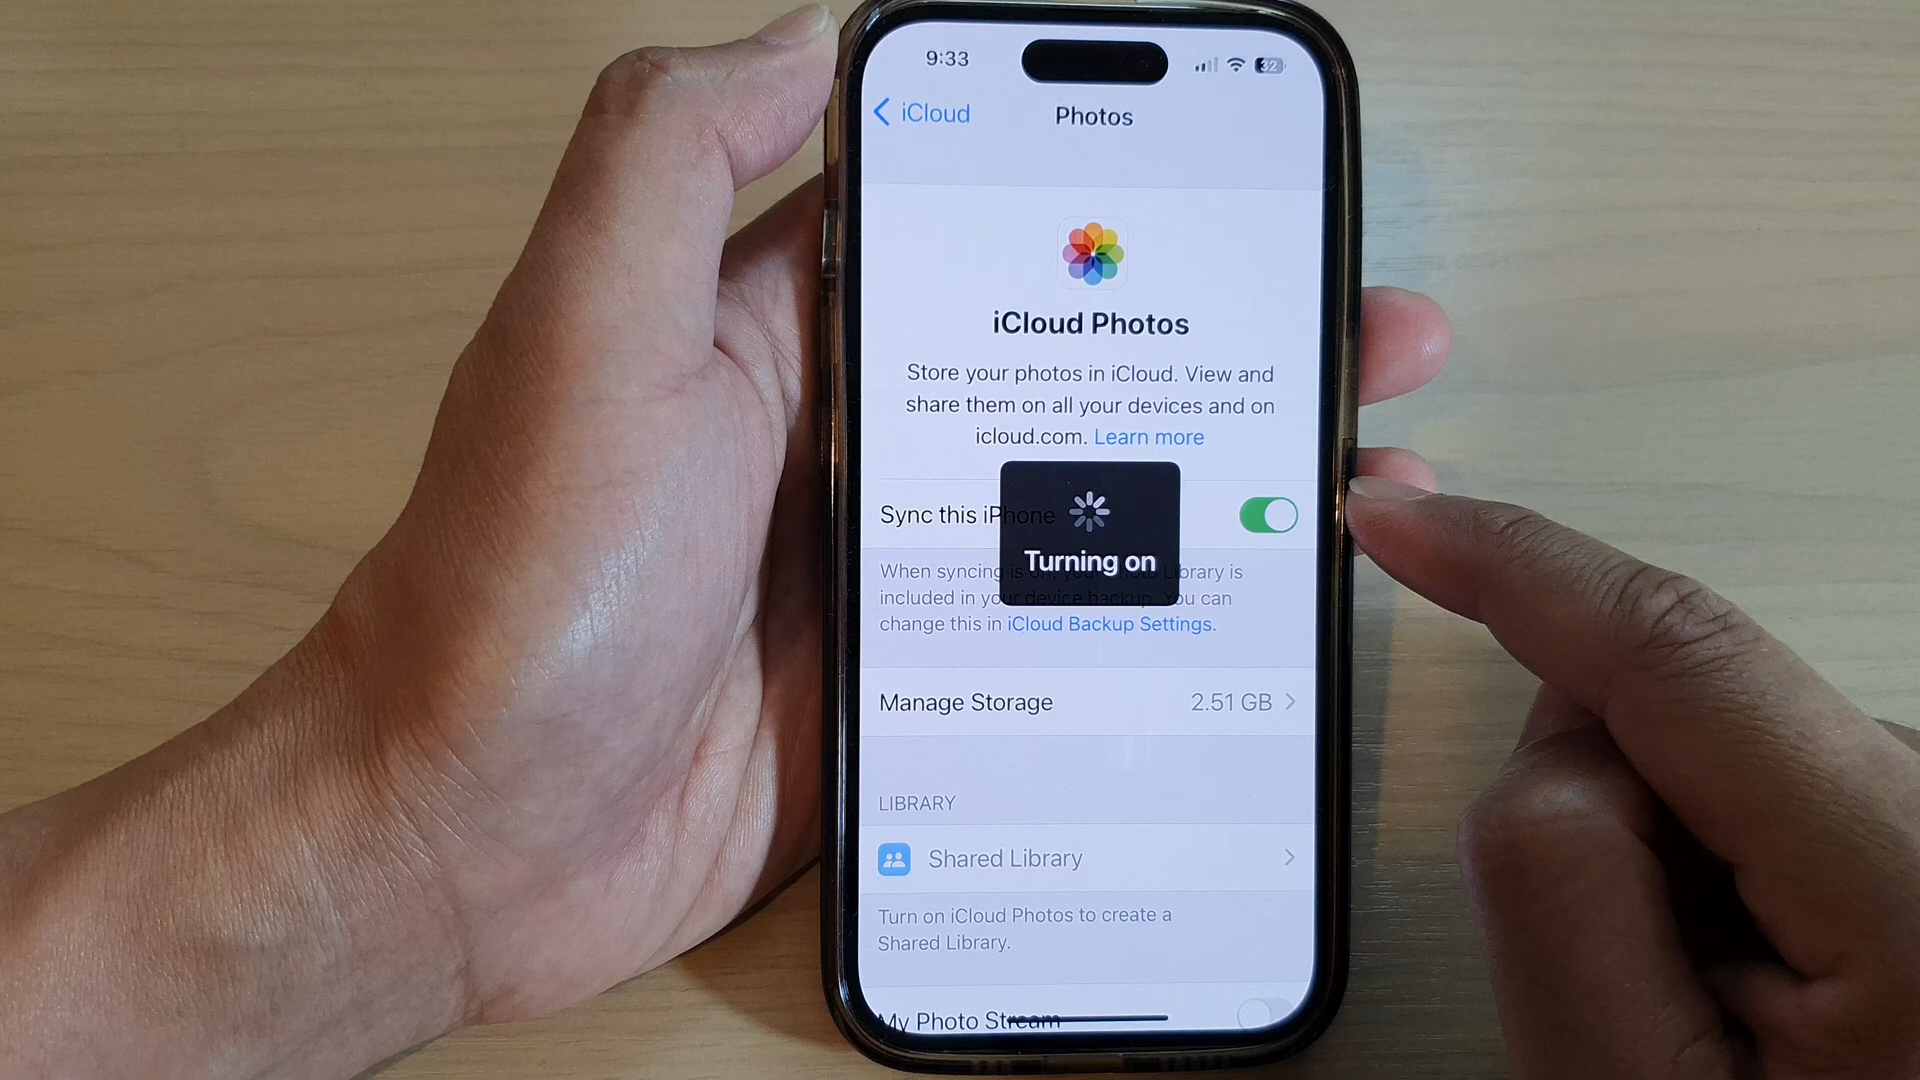 9:33
32
iCloud
Photos
iCloud Photos
Store your photos in iCloud. View and
share them on all your devices and on
icloud.com. Learn more
Sync this iPhone
Turning on
When syncing is on, your Photo Library is
included in your device backup. You can
change this in iCloud Backup Settings.
Manage Storage 2.51 GB
LIBRARY
Shared Library
Turn on iCloud Photos to create a
Shared Library.
My Photo Stream